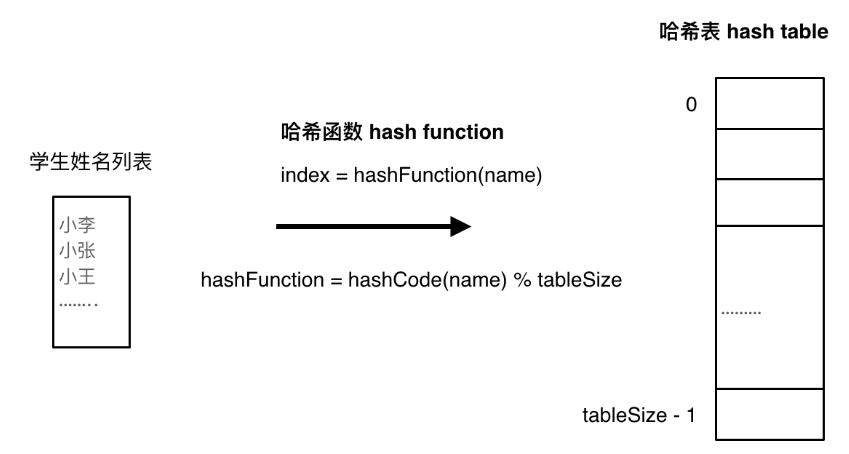 哈希表 hash table
0
哈希函数 hash function
学生姓名列表
index = hashFunction(name)
小李
小张
小王
........
hashFunction = hashCode(name) % tableSize
.........
tableSize - 1